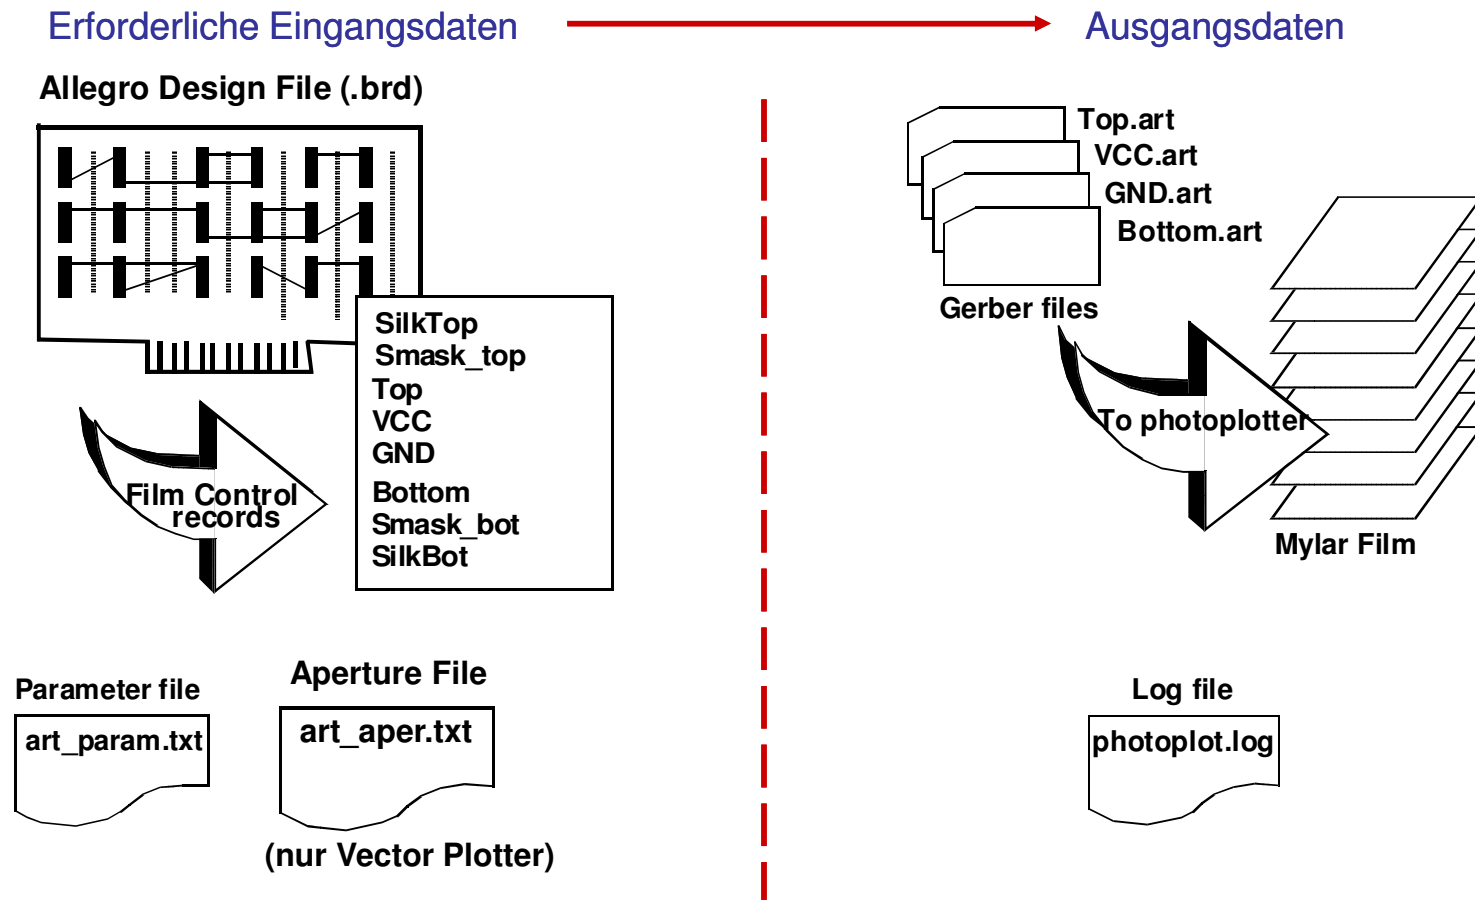 Erforderliche Eingangsdaten
Ausgangsdaten
Allegro Design File (.brd)
SilkTop
Smask_top
Top
VCC
GND
Bottom
Smask_bot
SilkBot
Film Control
records
Parameter file
art_param.txt
Aperture File
art_aper.txt
(nur Vector Plotter)
Top.art
VCC.art
GND.art
Bottom.art
Gerber files
To photoplotter
Mylar Film
Log file
photoplot.log